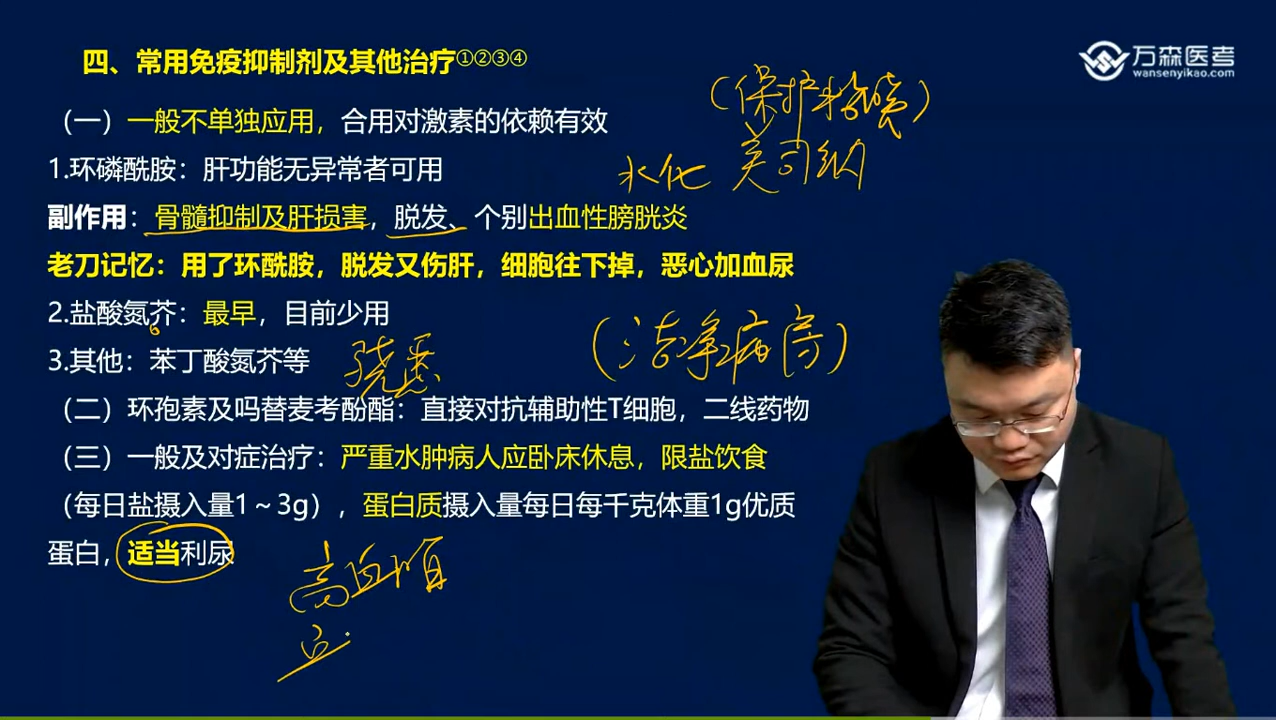 四、常用免疫抑制剂及其他治疗①②③④
万森医考
wansenyikao.com
(保护粘膜)
（一）一般不单独应用，合用对激素的依赖有效
水化 美司纳
1.环磷酰胺：肝功能无异常者可用
副作用：骨髓抑制及肝损害，脱发、个别出血性膀胱炎
老刀记忆：用了环酰胺，脱发又伤肝，细胞往下掉，恶心加血尿
2.盐酸氮芥：最早，目前少用
3.其他：苯丁酸氮芥等
（二）环孢素及吗替麦考酚酯：直接对抗辅助性T细胞，二线药物
（三）一般及对症治疗：严重水肿病人应卧床休息，限盐饮食
（每日盐摄入量1～3g），蛋白质摄入量每日每千克体重1g优质
蛋白，适当利尿
高血